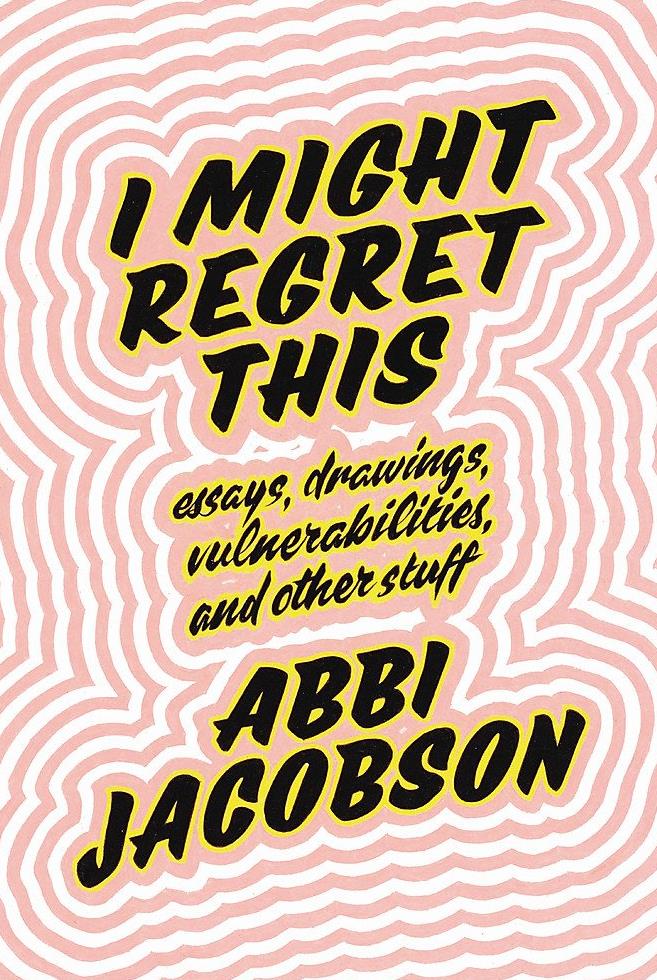 I MIGHT
REGRET
THIS
essays, drawings,
vulnerabilities,
and other stuff
ABBI
JACOBSON